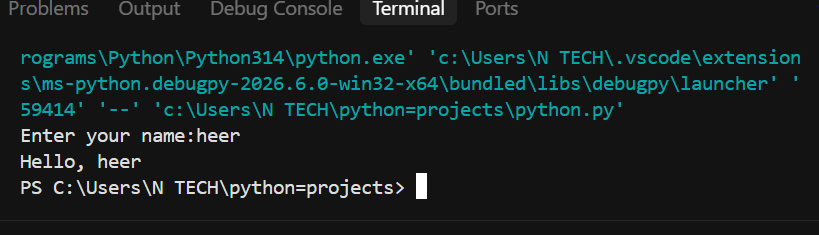 Problems Output Debug Console Terminal Ports
rograms\Python\Python314\python.exe' 'c:\Users\N TECH\.vscode\extension
s\ms-python.debugpy-2026.6.0-win32-x64\bundled\libs\debugpy\launcher' '
59414' '--' 'c:\Users\N TECH\python=projects\python.py'
Enter your name:heer
Hello, heer
PS C:\Users\N TECH\python=projects>